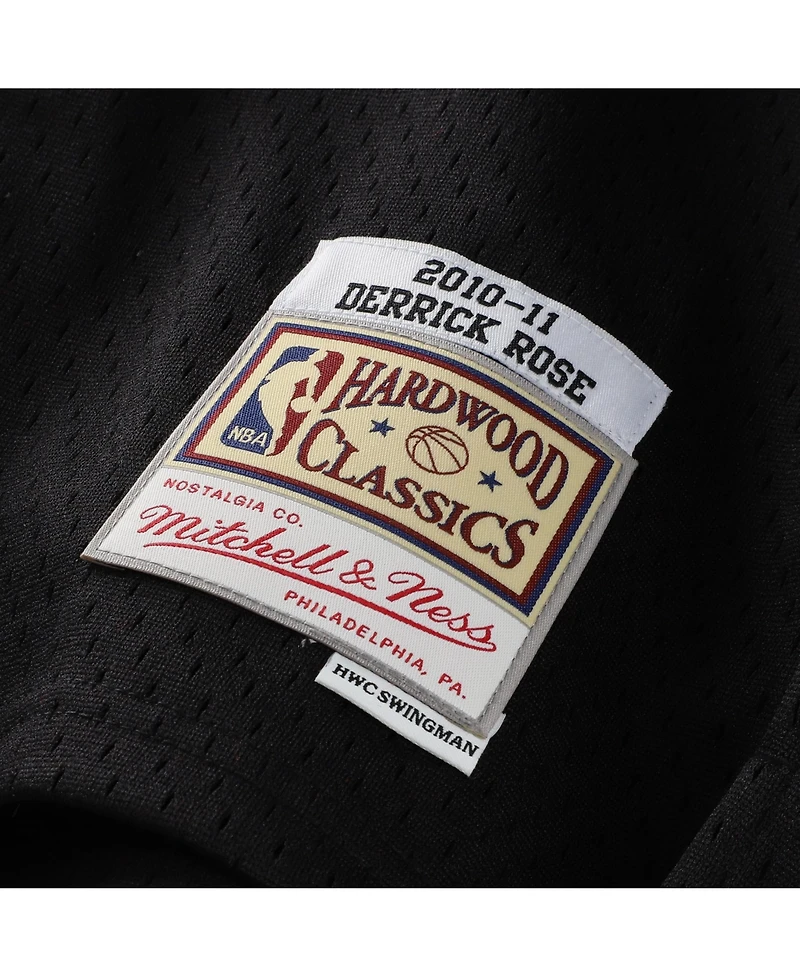 2010-11
DERRICK ROSE
HARDWOOD
CLASSICS
NBA
NOSTALGIA CO.
Mitchell & Ness
PHILADELPHIA, PA.
HWC SWINGMAN